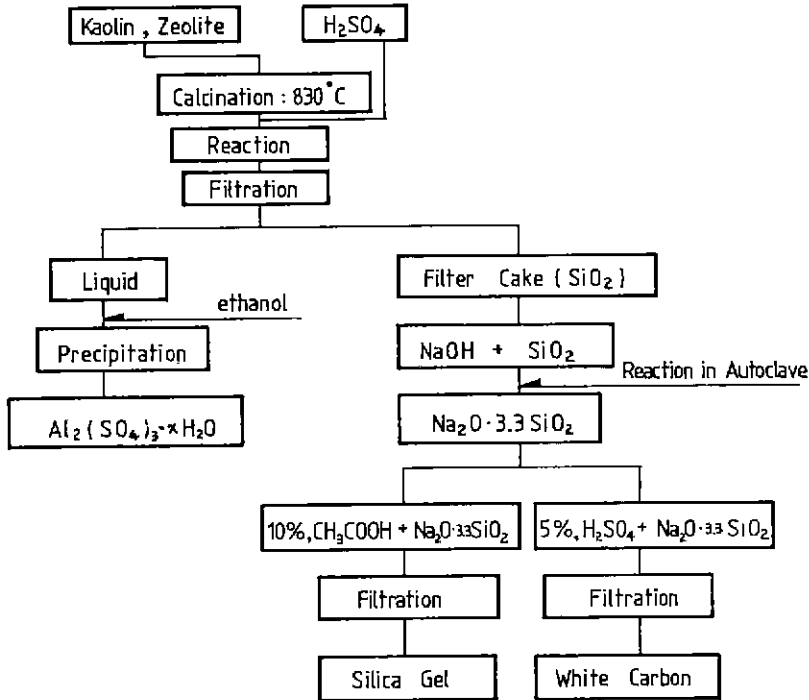 Kaolin , Zeolite
H₂SO₄
Calcination : 830°C
Reaction
Filtration
Liquid
ethanol
Precipitation
Al₂(SO₄)₃·xH₂O
Filter Cake (SiO₂)
NaOH + SiO₂
Reaction in Autoclave
Na₂O·3.3SiO₂
10%,CH₃COOH + Na₂O·3.3SiO₂
Filtration
Silica Gel
5%,H₂SO₄ + Na₂O·3.3SiO₂
Filtration
White Carbon